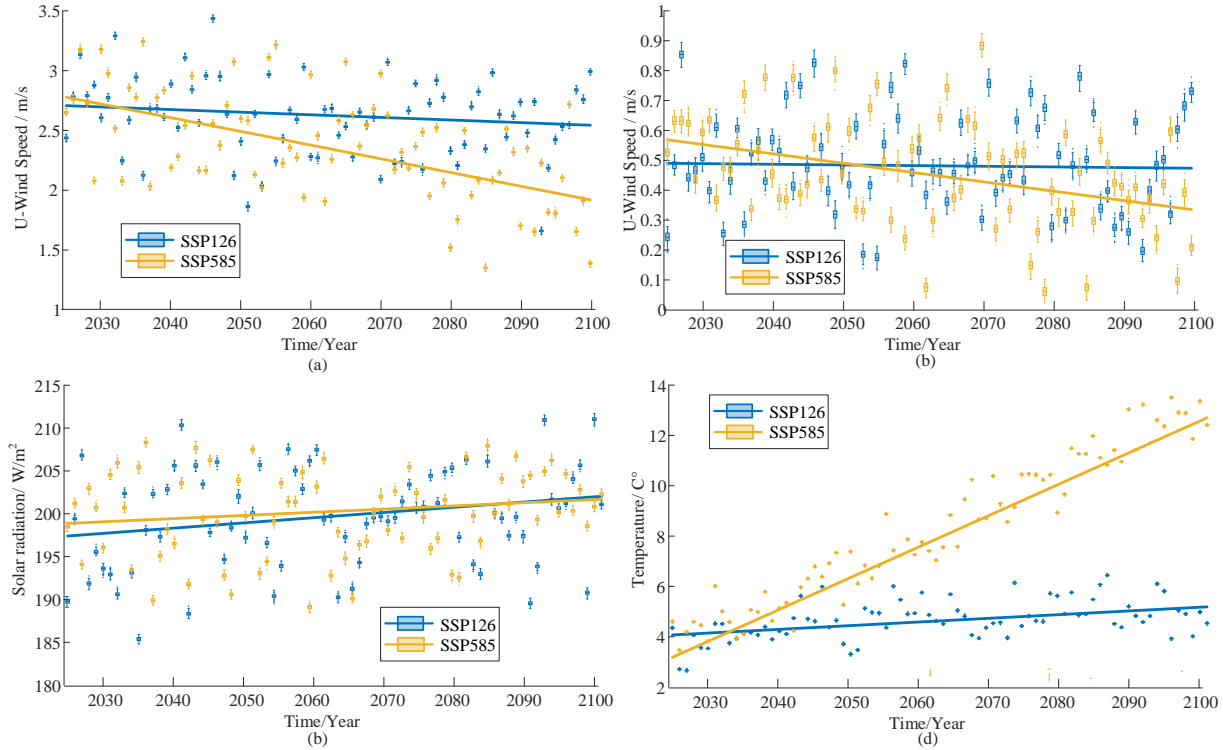 3.5
3
2.5
2
1.5
1
U-Wind Speed / m/s
SSP126
SSP585
2030 2040 2050 2060 2070 2080 2090 2100
Time/Year
(a)
1
0.9
0.8
0.7
0.6
0.5
0.4
0.3
0.2
0.1
0
U-Wind Speed / m/s
SSP126
SSP585
2030 2040 2050 2060 2070 2080 2090 2100
Time/Year
(b)
215
210
205
200
195
190
185
180
Solar radiation/ W/m²
SSP126
SSP585
2030 2040 2050 2060 2070 2080 2090 2100
Time/Year
(b)
14
12
10
8
6
4
2
Temperature/ C°
SSP126
SSP585
2030 2040 2050 2060 2070 2080 2090 2100
Time/Year
(d)